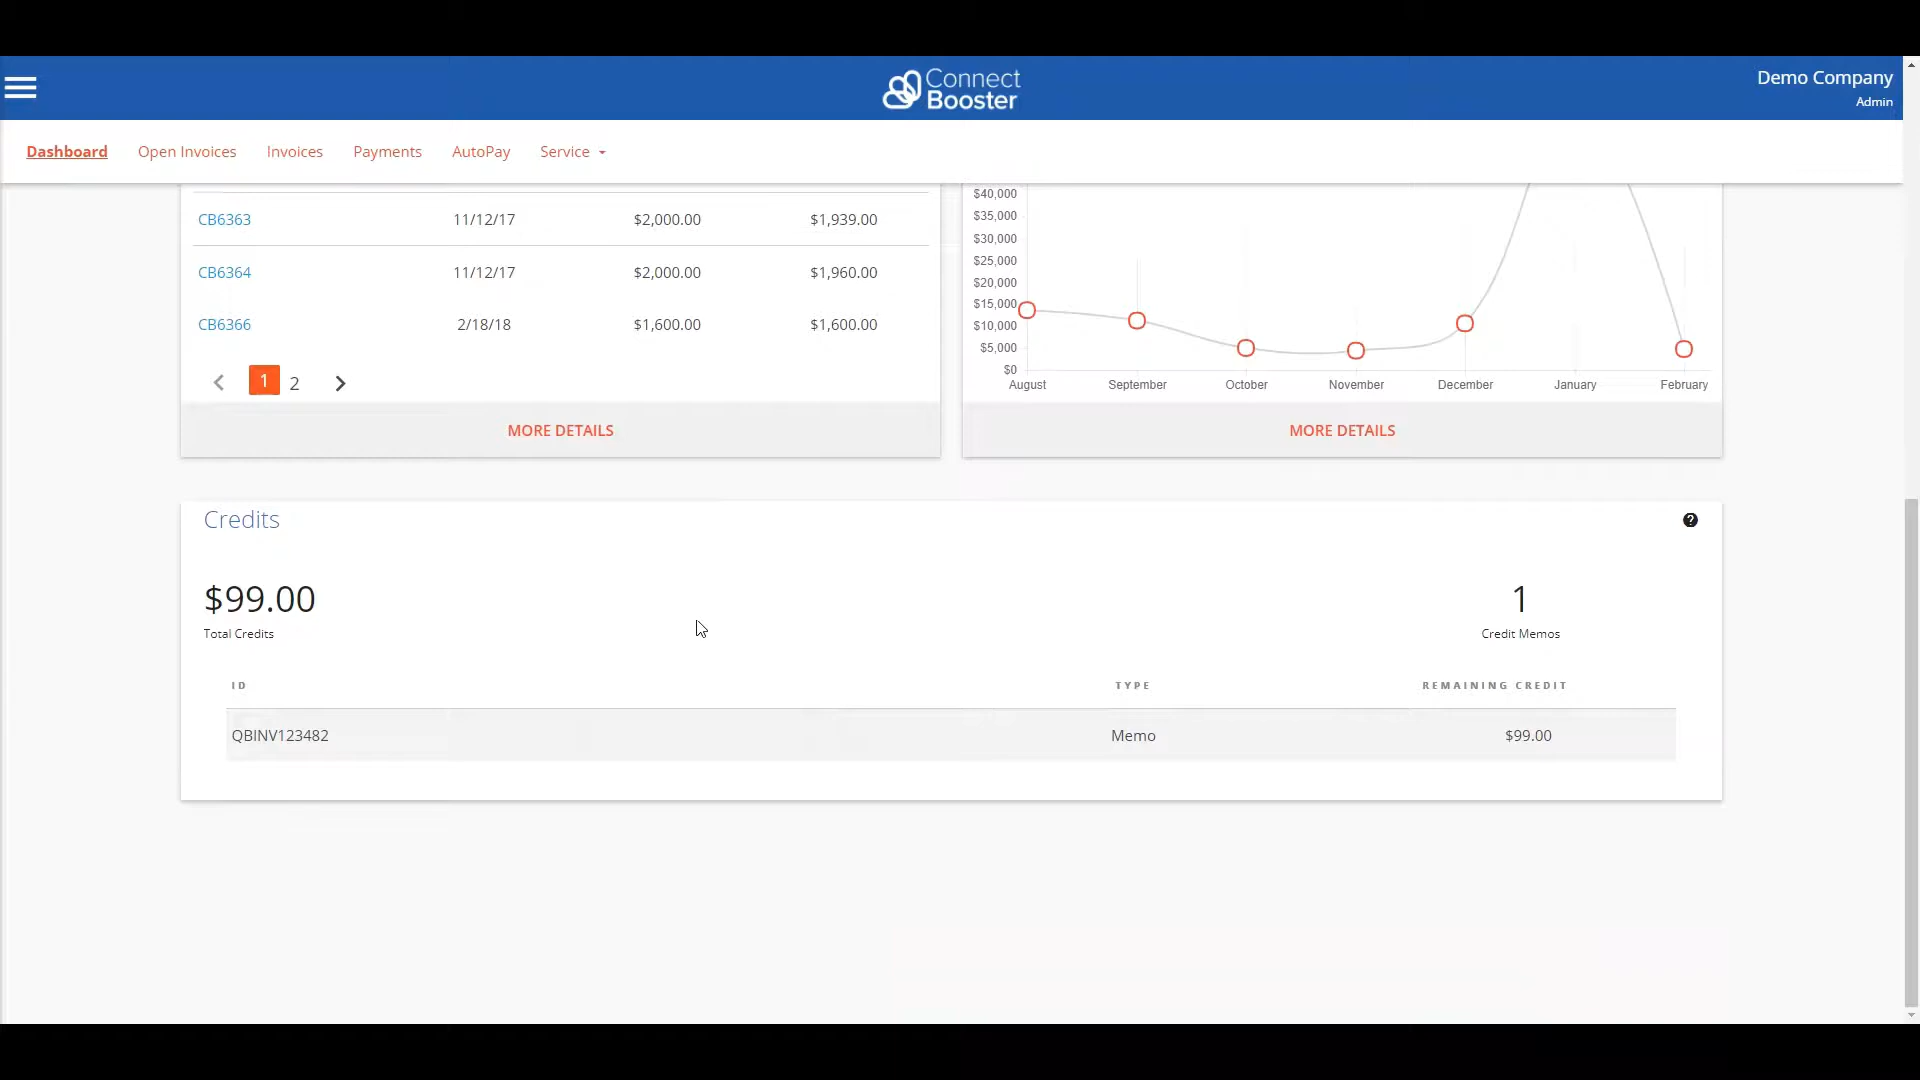 Connect
Booster
Demo Company
Admin
Dashboard Open Invoices Invoices Payments AutoPay Service
CB6363 11/12/17 $2,000.00 $1,939.00
CB6364 11/12/17 $2,000.00 $1,960.00
CB6366 2/18/18 $1,600.00 $1,600.00
1 2
MORE DETAILS
$40,000
$35,000
$30,000
$25,000
$20,000
$15,000
$10,000
$5,000
$0
August September October November December January February
MORE DETAILS
Credits
?
$99.00
Total Credits
1
Credit Memos
ID TYPE REMAINING CREDIT
QBINV123482 Memo $99.00